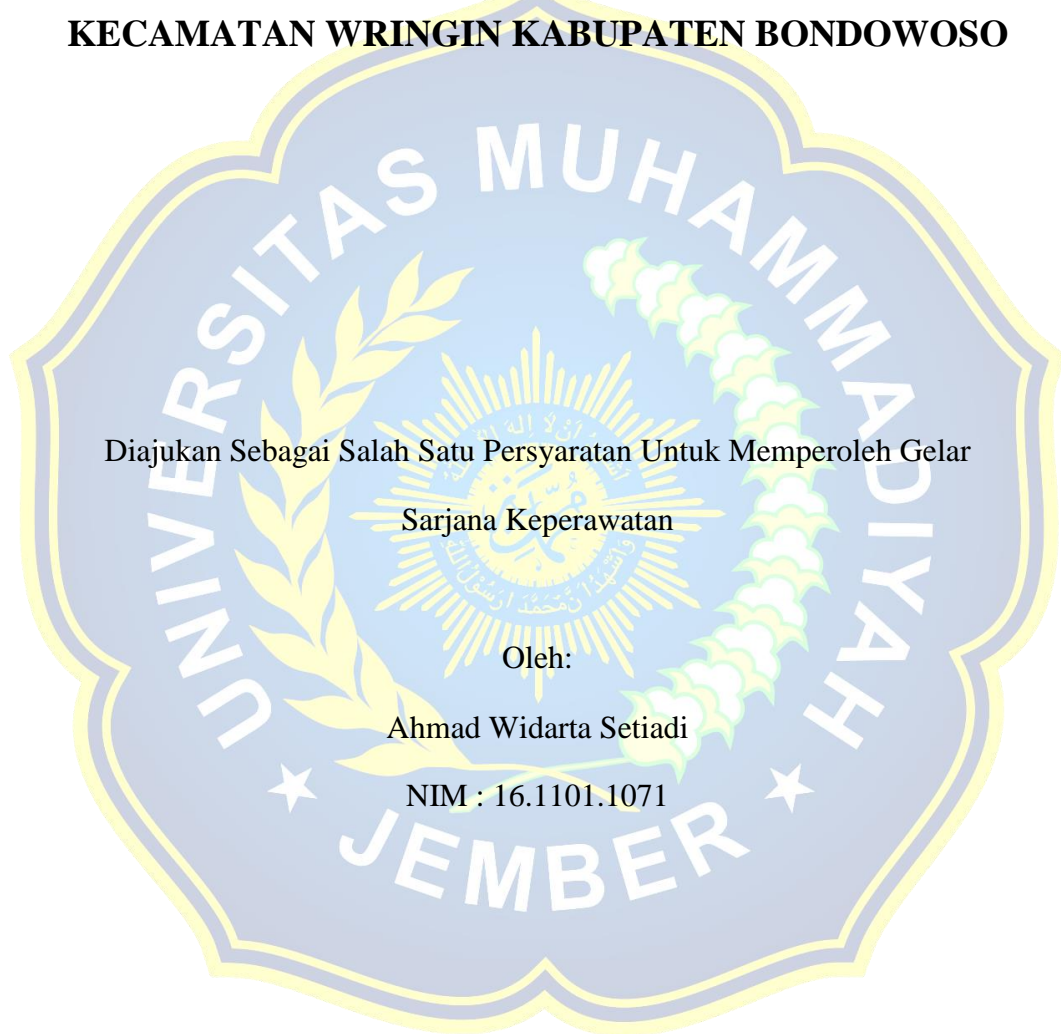 KECAMATAN WRINGIN KABUPATEN BONDOWOSO
UNIVERSITAS MUHAMMADIYAH
Diajukan Sebagai Salah Satu Persyaratan Untuk Memperoleh Gelar
Sarjana Keperawatan
Oleh:
Ahmad Widarta Setiadi
NIM : 16.1101.1071
JEMBER